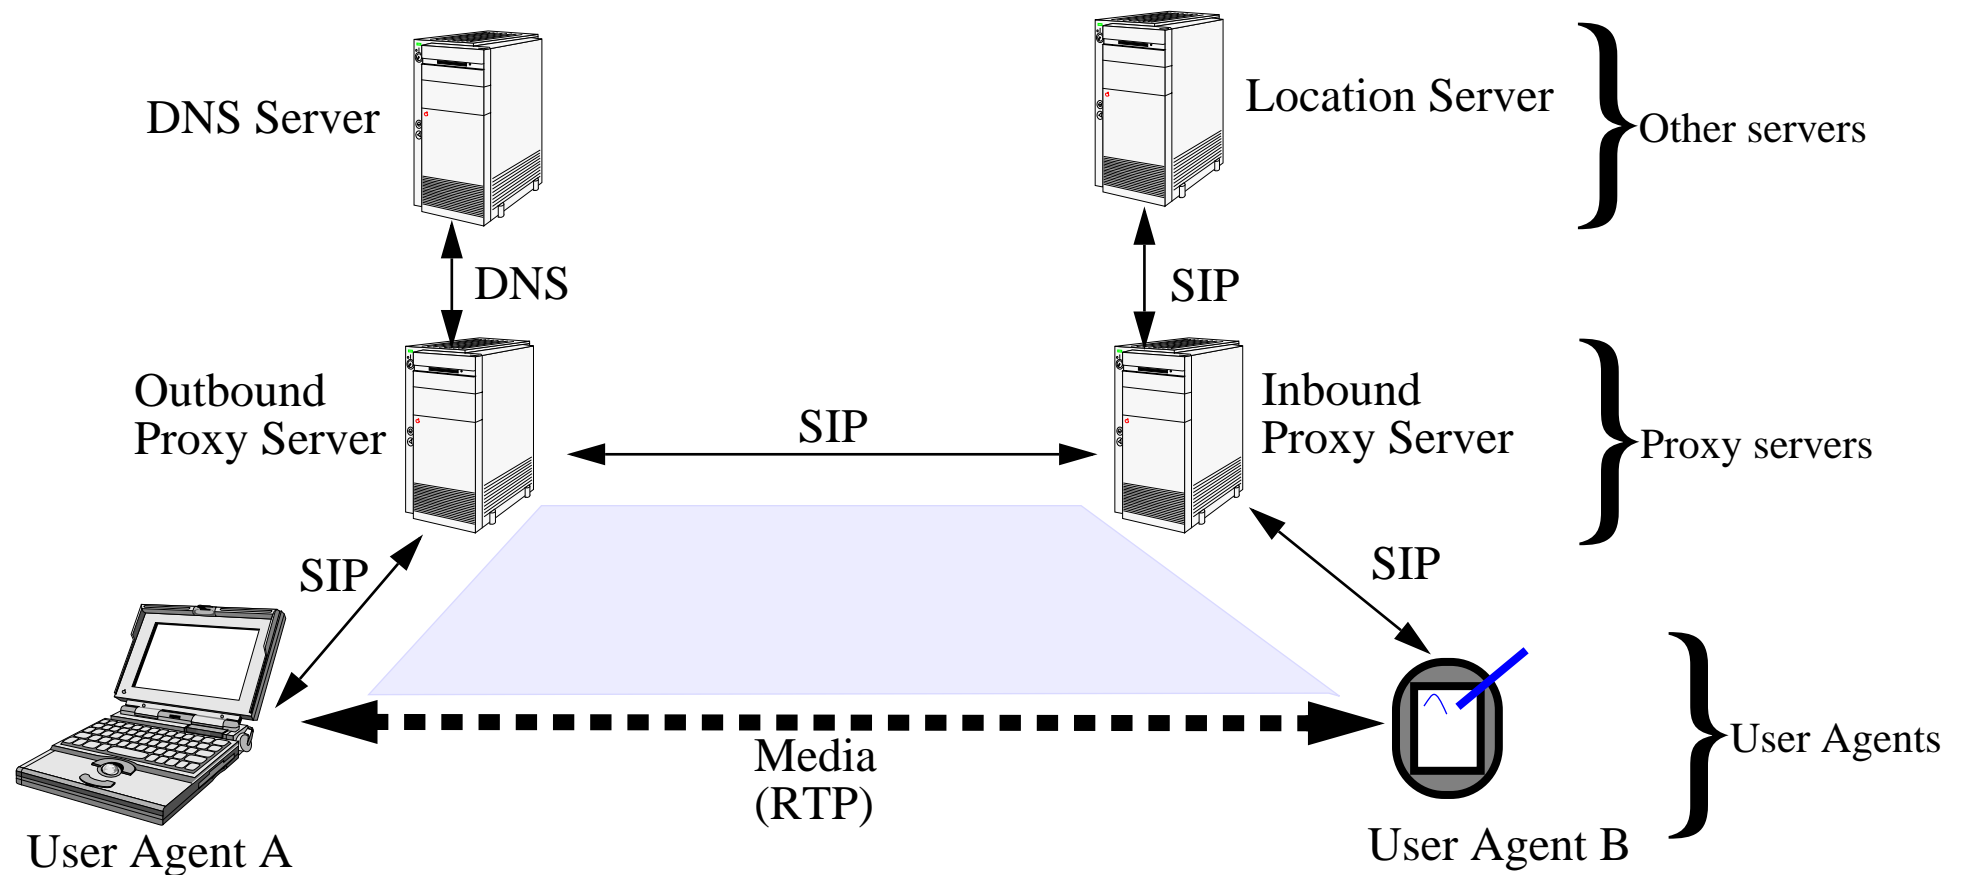 DNS Server
Location Server
Other servers
DNS
SIP
Outbound
Proxy Server
SIP
Inbound
Proxy Server
Proxy servers
SIP
SIP
Media
(RTP)
User Agents
User Agent A
User Agent B